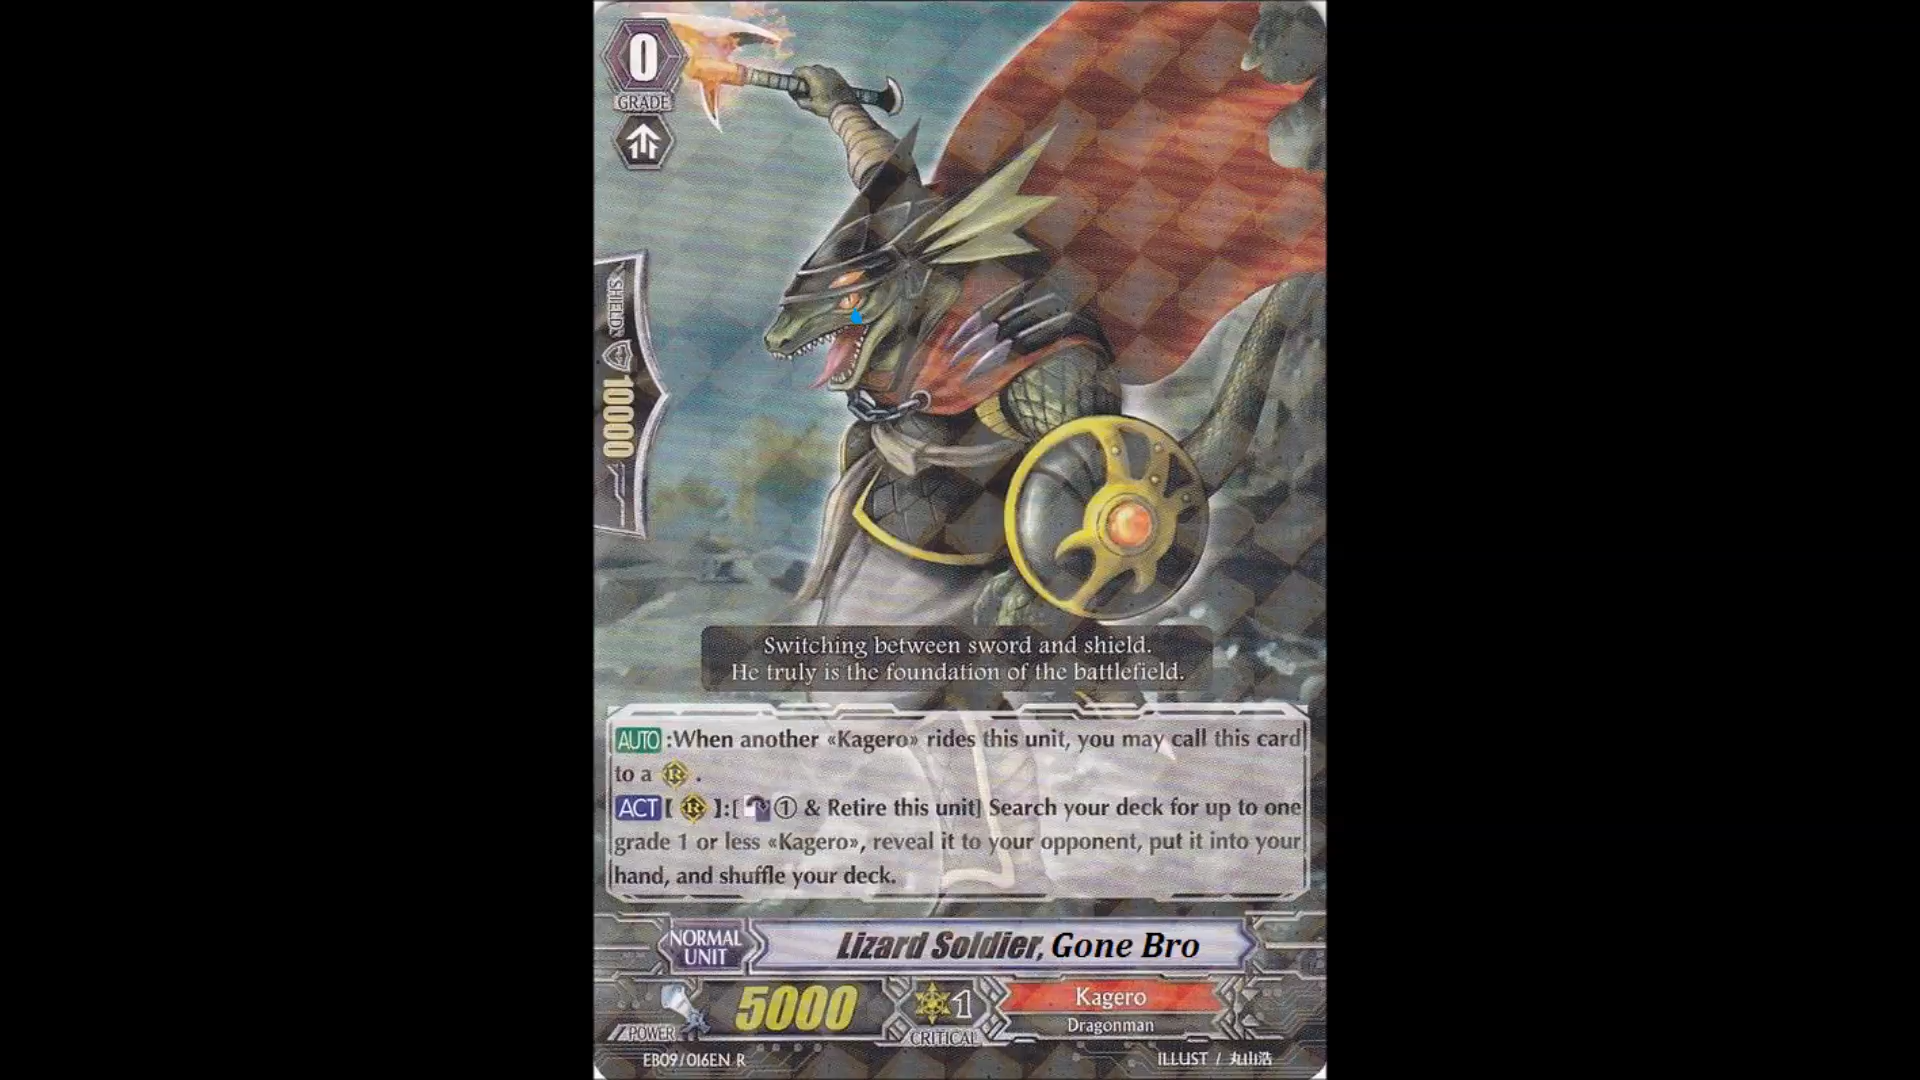 0
GRADE
SHIELD
10000
Switching between sword and shield.
He truly is the foundation of the battlefield.
AUTO :When another «Kagero» rides this unit, you may call this card
to a R .
ACT [ R ]:[ ① & Retire this unit] Search your deck for up to one
grade 1 or less «Kagero», reveal it to your opponent, put it into your
hand, and shuffle your deck.
NORMAL
UNIT
Lizard Soldier, Gone Bro
POWER
5000
1
CRITICAL
Kagero
Dragonman
EB09/016EN R
ILLUST / 丸山浩